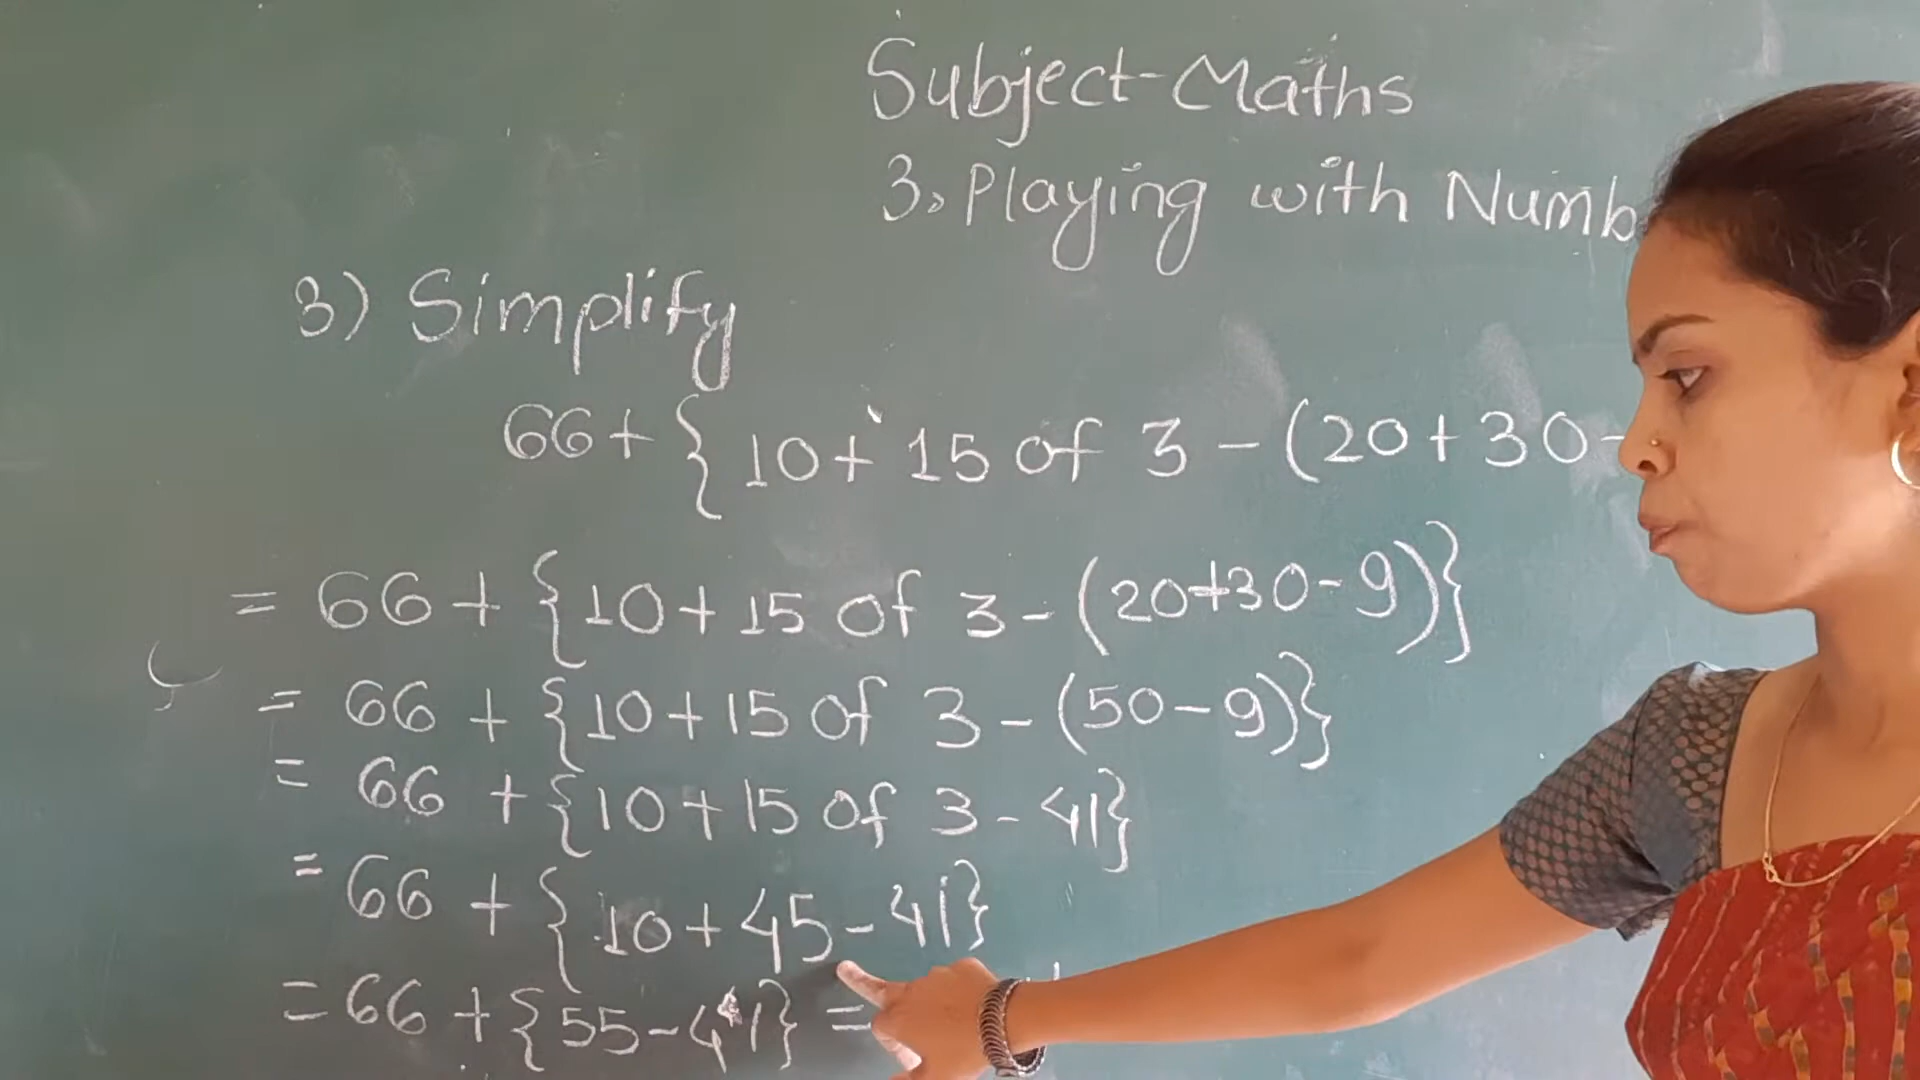 Subject-Maths
3. Playing with Numb
3) Simplify
66+{10+15 of 3-(20+30-
= 66+{10+15 of 3-(20+30-9)}
= 66 + {10+15 of 3-(50-9)}
= 66 + {10+15 of 3-41}
= 66 + {10+45-41}
= 66 + {55-41} =